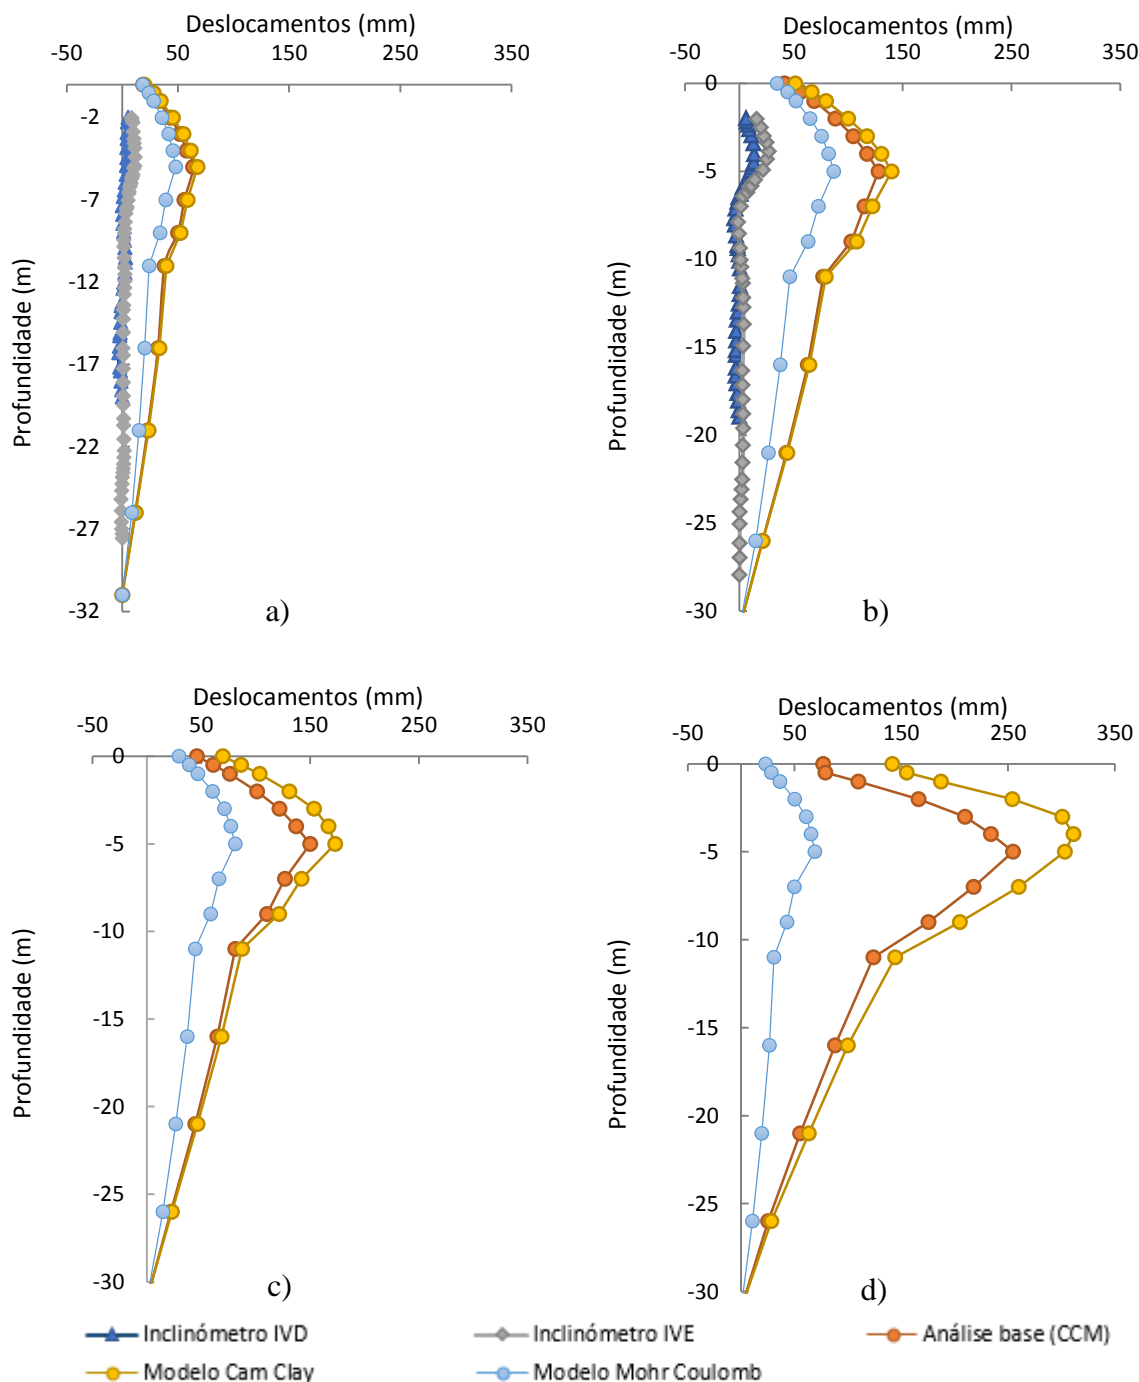 Deslocamentos (mm)
-50 50 150 250 350
-2
-7
-12
-17
-22
-27
-32
Profundidade (m)
a)
Deslocamentos (mm)
-50 50 150 250 350
0
-5
-10
-15
-20
-25
-30
Profundidade (m)
b)
Deslocamentos (mm)
-50 50 150 250 350
0
-5
-10
-15
-20
-25
-30
Profundidade (m)
c)
Deslocamentos (mm)
-50 50 150 250 350
0
-5
-10
-15
-20
-25
-30
Profundidade (m)
d)
Inclinómetro IVD Inclinómetro IVE Análise base (CCM)
Modelo Cam Clay Modelo Mohr Coulomb